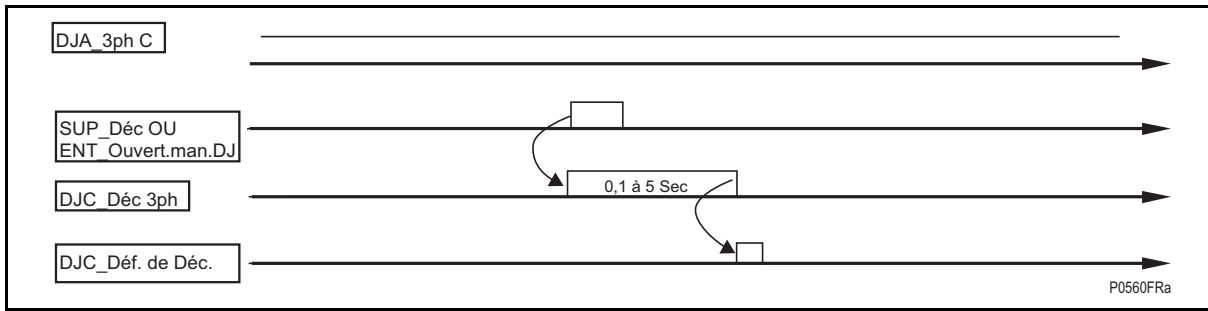 DJA_3ph C
SUP_Déc OU
ENT_Ouvert.man.DJ
0,1 à 5 Sec
DJC_Déc 3ph
DJC_Déf. de Déc.
P0560FRa